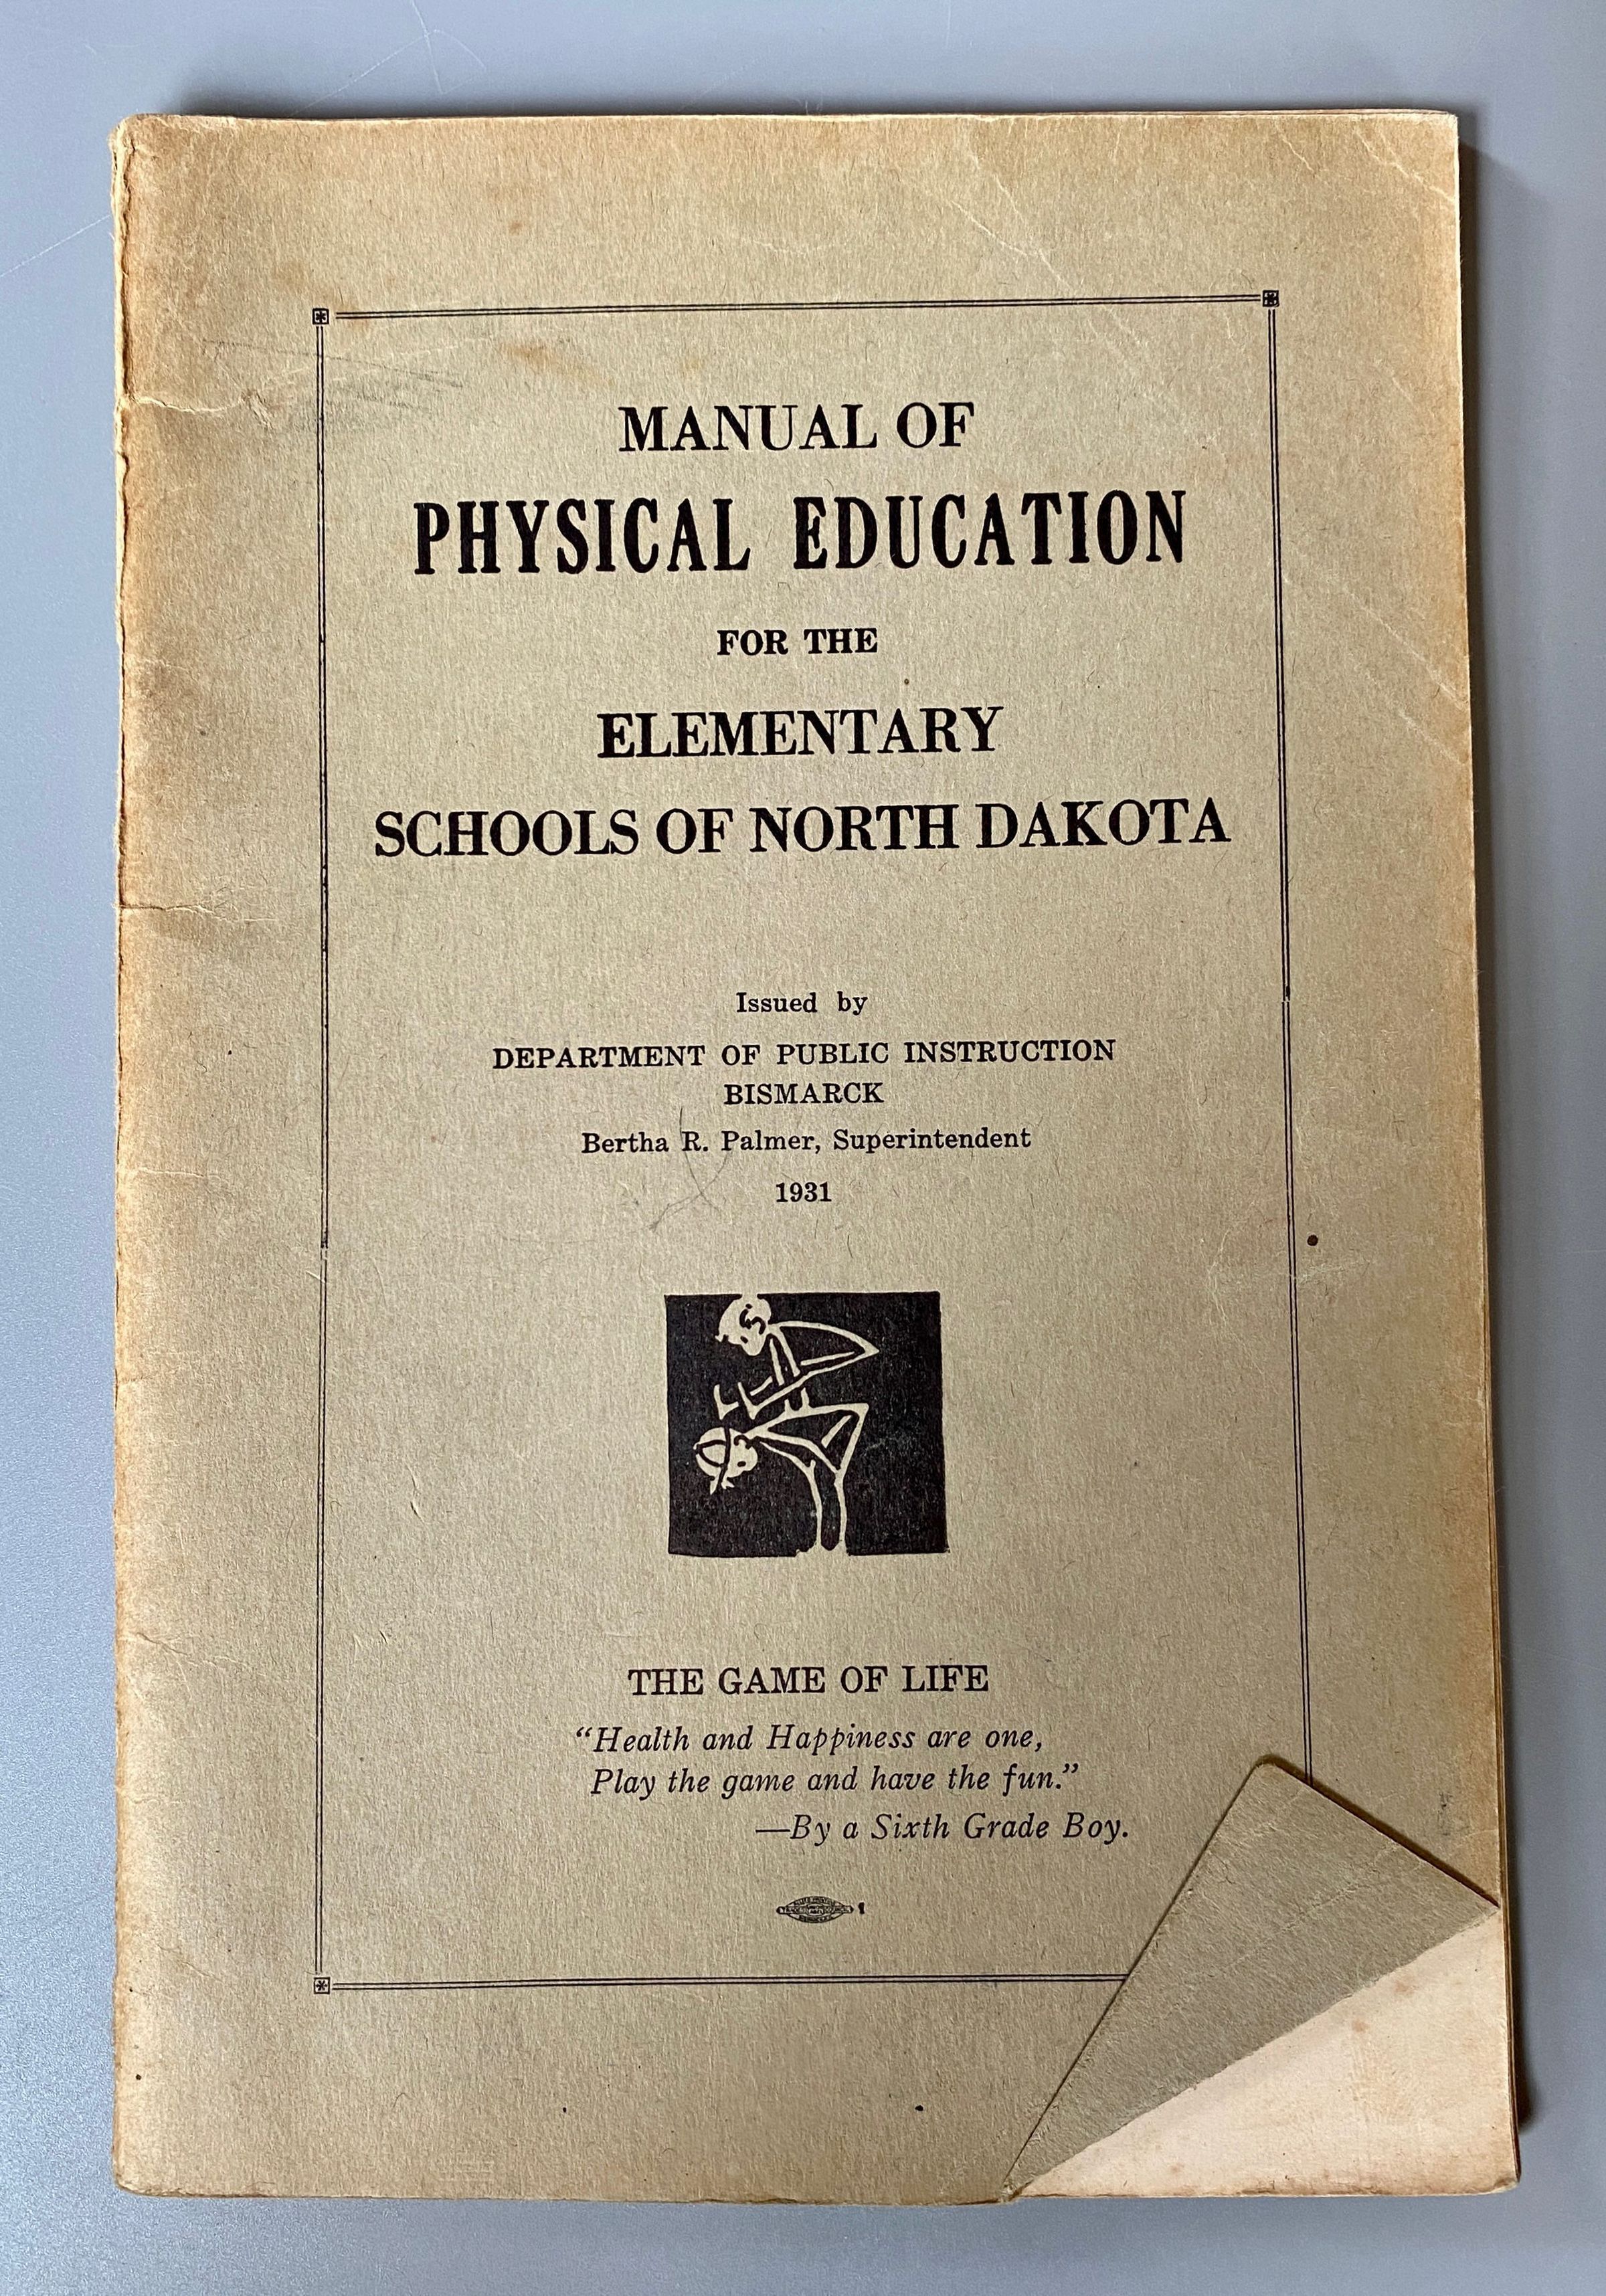 MANUAL OF
PHYSICAL EDUCATION
FOR THE
ELEMENTARY
SCHOOLS OF NORTH DAKOTA
Issued by
DEPARTMENT OF PUBLIC INSTRUCTION
BISMARCK
Bertha R. Palmer, Superintendent
1931
THE GAME OF LIFE
“Health and Happiness are one,
Play the game and have the fun.”
—By a Sixth Grade Boy.